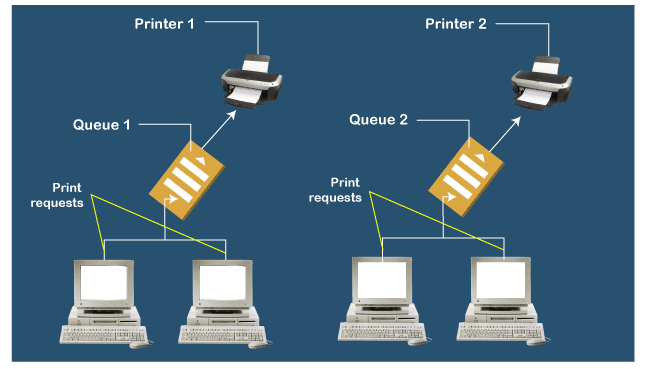 Printer 1
Printer 2
Queue 1
Queue 2
Print
requests
Print
requests